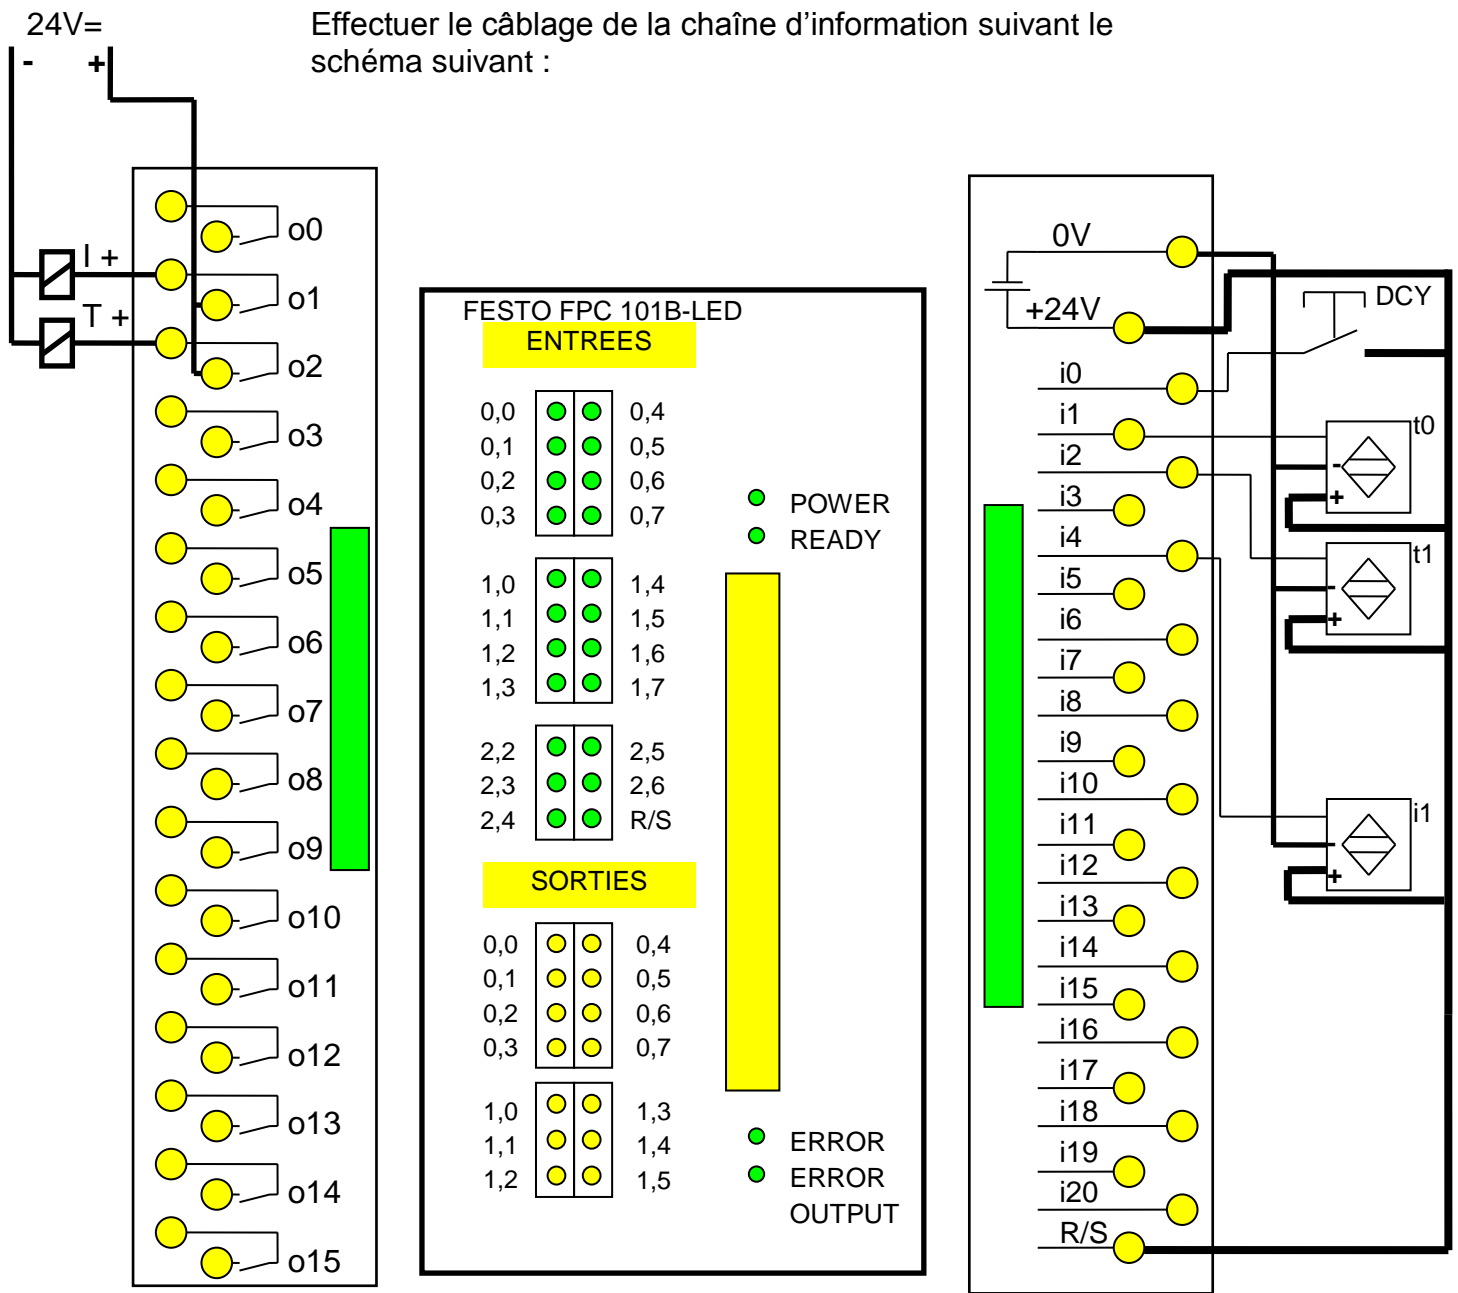 24V=
- +
Effectuer le câblage de la chaîne d’information suivant le
schéma suivant :
I +
T +
o0
o1
o2
o3
o4
o5
o6
o7
o8
o9
o10
o11
o12
o13
o14
o15
FESTO FPC 101B-LED
ENTREES
0,0 0,4
0,1 0,5
0,2 0,6
0,3 0,7
POWER
READY
1,0 1,4
1,1 1,5
1,2 1,6
1,3 1,7
2,2 2,5
2,3 2,6
2,4 R/S
SORTIES
0,0 0,4
0,1 0,5
0,2 0,6
0,3 0,7
1,0 1,3
1,1 1,4
1,2 1,5
ERROR
ERROR
OUTPUT
0V
+24V
i0
i1
i2
i3
i4
i5
i6
i7
i8
i9
i10
i11
i12
i13
i14
i15
i16
i17
i18
i19
i20
R/S
DCY
t0
-
+
t1
-
+
i1
-
+